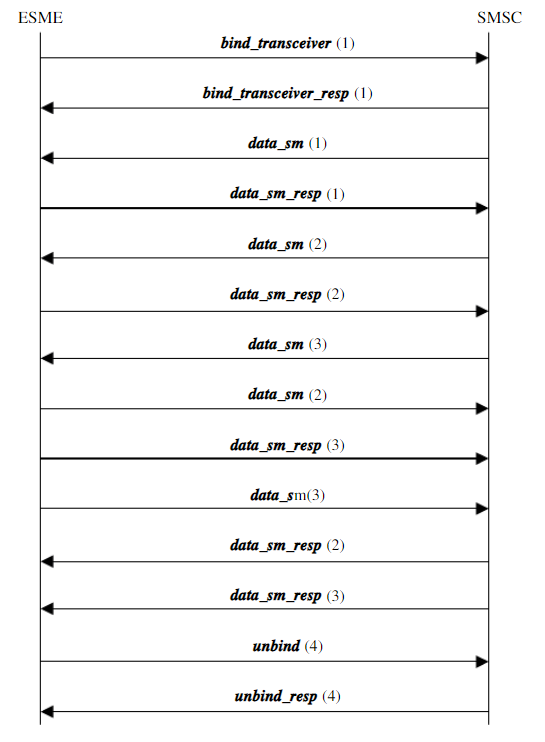 ESME SMSC
bind_transceiver (1)
bind_transceiver_resp (1)
data_sm (1)
data_sm_resp (1)
data_sm (2)
data_sm_resp (2)
data_sm (3)
data_sm (2)
data_sm_resp (3)
data_sm(3)
data_sm_resp (2)
data_sm_resp (3)
unbind (4)
unbind_resp (4)